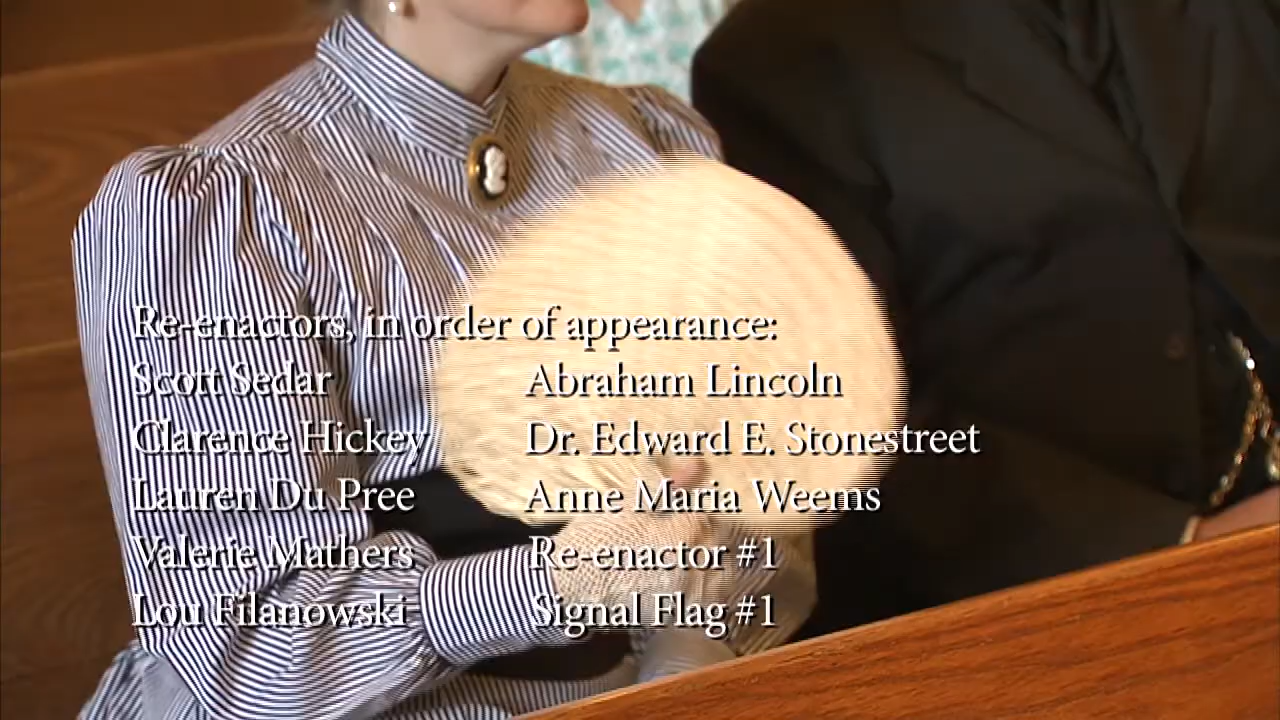 Re-enactors, in order of appearance:
Scott Sedar Abraham Lincoln
Clarence Hickey Dr. Edward E. Stonestreet
Lauren Du Pree Anne Maria Weems
Valerie Mathers Re-enactor #1
Lou Filanowski Signal Flag #1